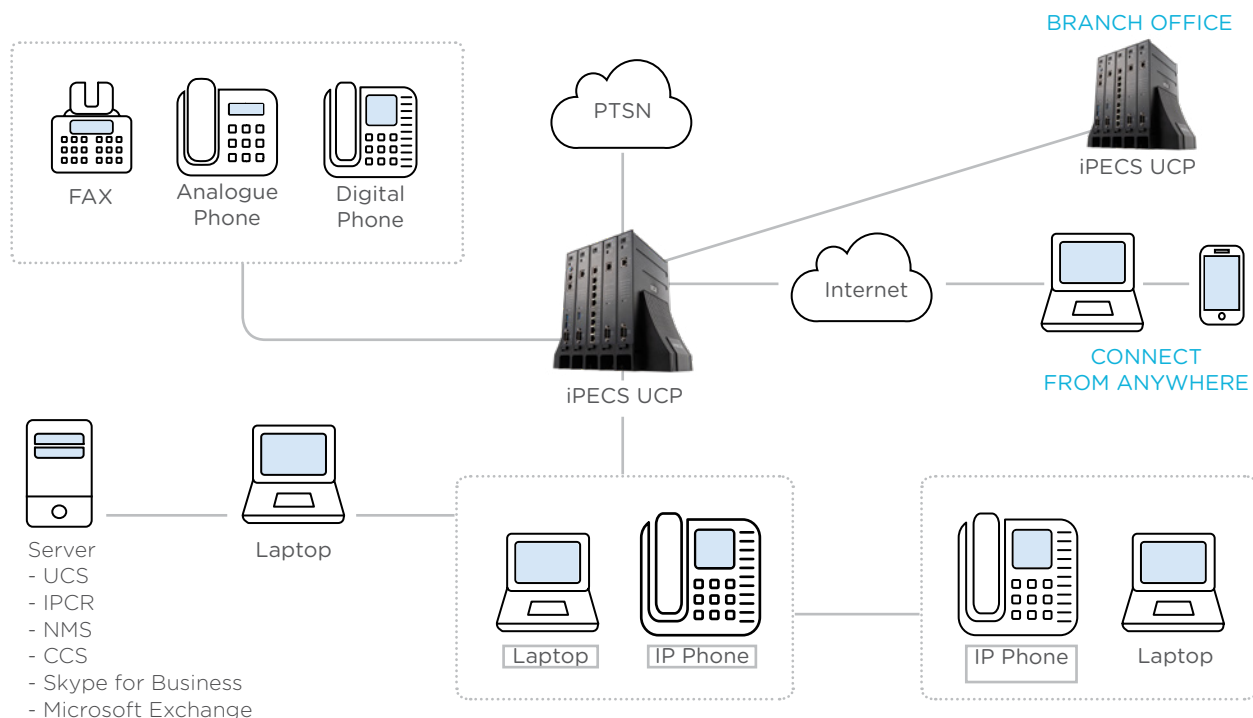 BRANCH OFFICE
PTSN
iPECS UCP
FAX
Analogue
Phone
Digital
Phone
Internet
CONNECT
FROM ANYWHERE
iPECS UCP
Server
- UCS
- IPCR
- NMS
- CCS
- Skype for Business
- Microsoft Exchange
Laptop
Laptop
IP Phone
IP Phone
Laptop